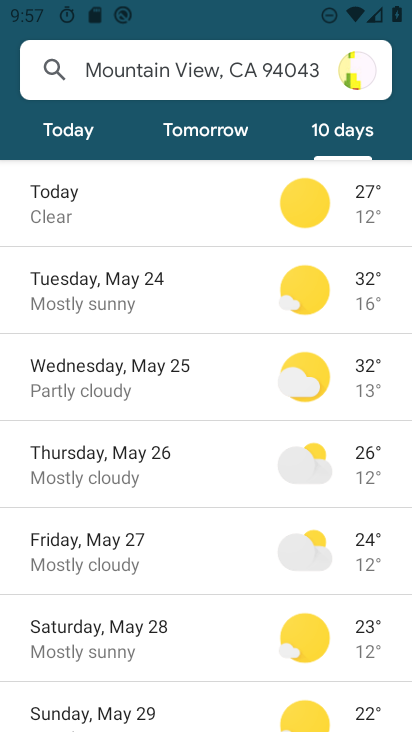 9:57
Mountain View, CA 94043
Today
Tomorrow
10 days
Today
Clear
27°
12°
Tuesday, May 24
Mostly sunny
32°
16°
Wednesday, May 25
Partly cloudy
32°
13°
Thursday, May 26
Mostly cloudy
26°
12°
Friday, May 27
Mostly cloudy
24°
12°
Saturday, May 28
Mostly sunny
23°
12°
Sunday, May 29
22°